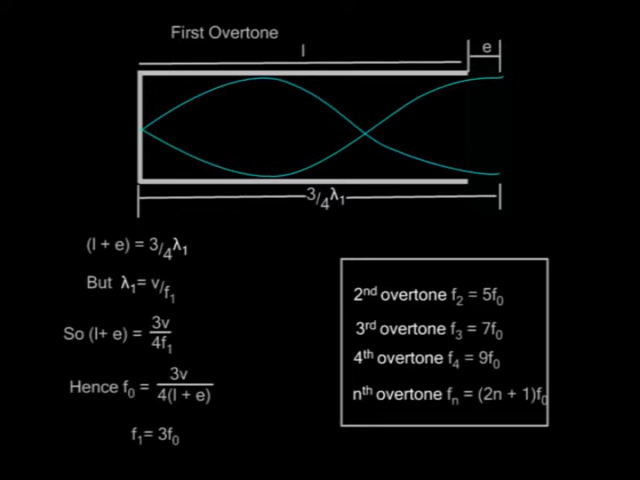 First Overtone
l
e
3/4λ₁
(l + e) = 3/4λ₁
But λ₁= v/f₁
So (l+ e) = 3v/4f₁
Hence f₀ = 3v/4(l + e)
f₁= 3f₀
2nd overtone f₂ = 5f₀
3rd overtone f₃ = 7f₀
4th overtone f₄ = 9f₀
nth overtone fₙ = (2n + 1)f₀